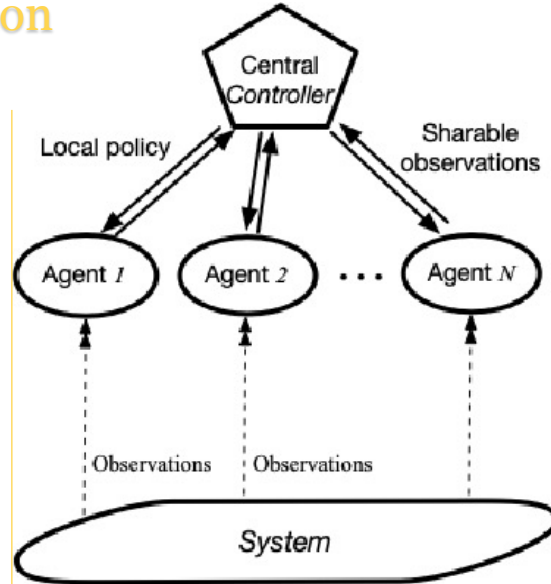 on
Central
Controller
Local policy
Sharable
observations
Agent 1
Agent 2
...
Agent N
Observations
Observations
System